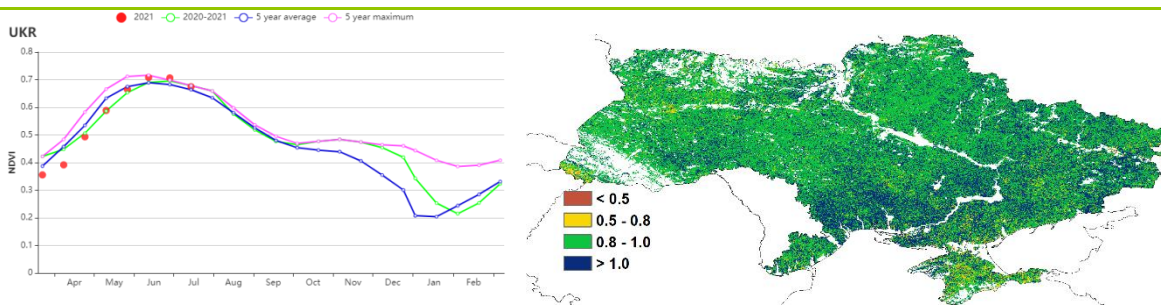 2021 2020-2021 5 year average 5 year maximum
UKR
0.8
0.7
0.6
0.5
0.4
0.3
0.2
0.1
0
NDVI
Apr May Jun Jul Aug Sep Oct Nov Dec Jan Feb
< 0.5
0.5 - 0.8
0.8 - 1.0
> 1.0